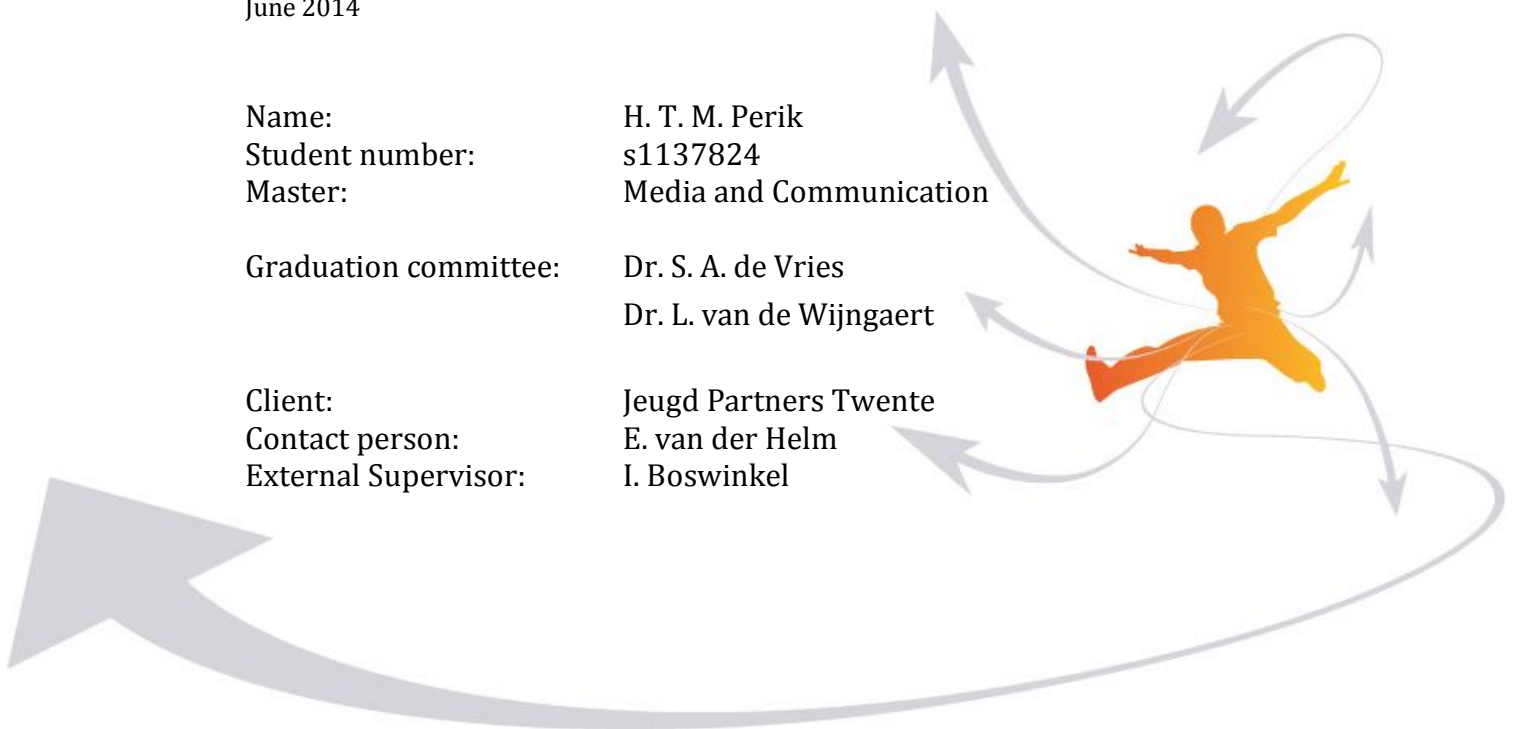 June 2014
Name: H. T. M. Perik
Student number: s1137824
Master: Media and Communication
Graduation committee: Dr. S. A. de Vries
Dr. L. van de Wijngaert
Client: Jeugd Partners Twente
Contact person: E. van der Helm
External Supervisor: I. Boswinkel